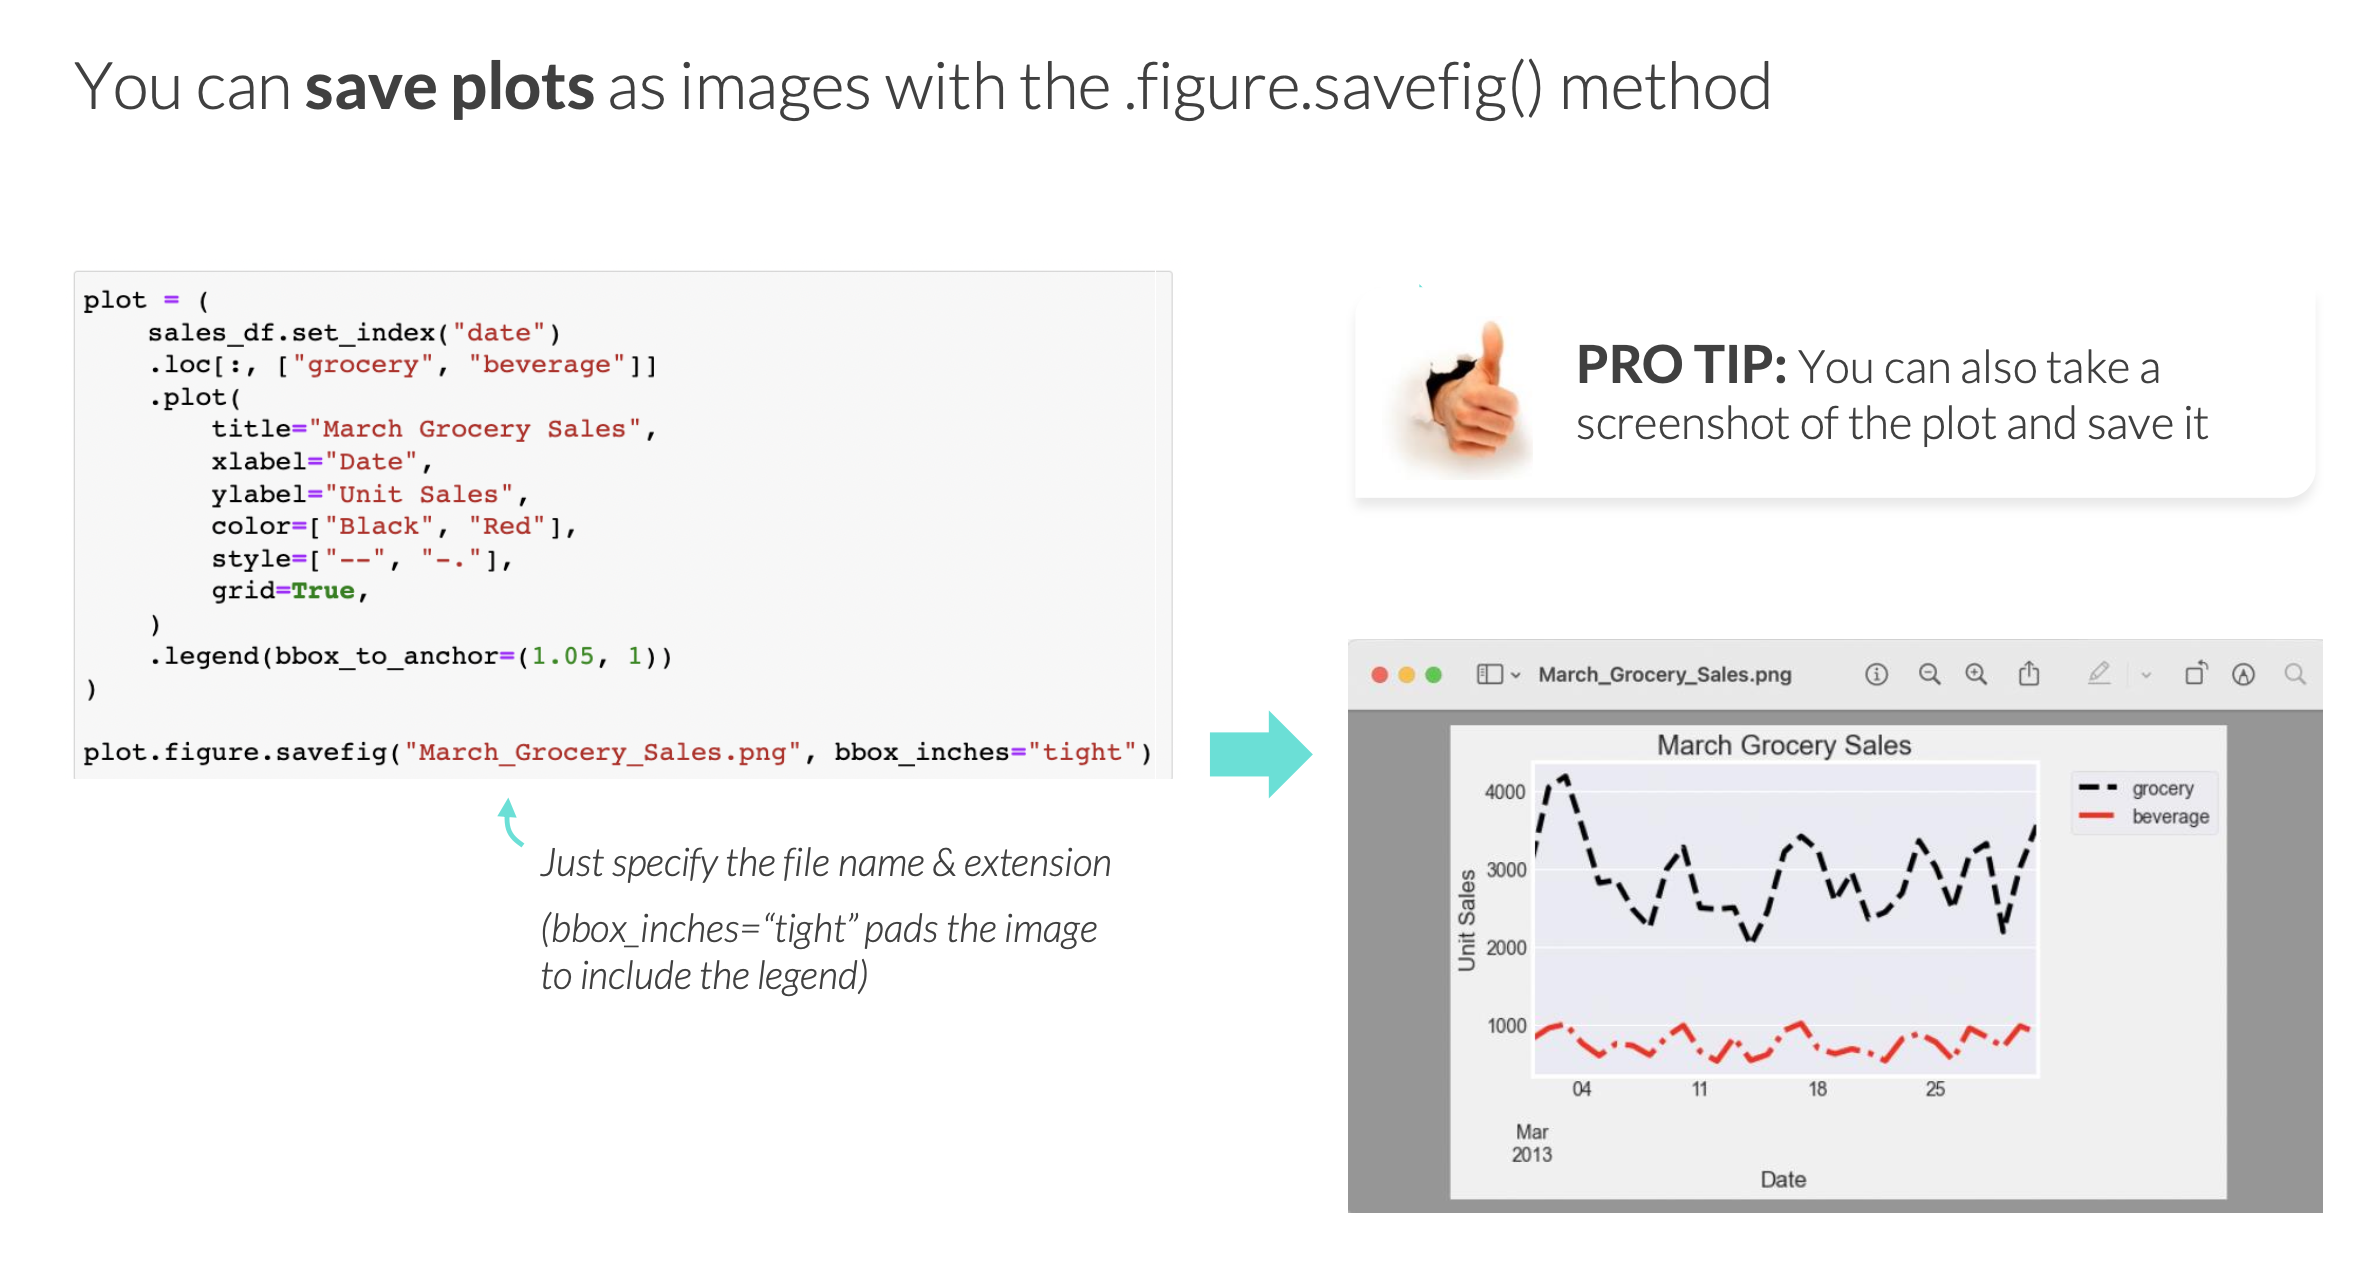 You can save plots as images with the .figure.savefig() method
plot = (
    sales_df.set_index("date")
    .loc[:, ["grocery", "beverage"]]
    .plot(
        title="March Grocery Sales",
        xlabel="Date",
        ylabel="Unit Sales",
        color=["Black", "Red"],
        style=["--", "-."],
        grid=True,
    )
    .legend(bbox_to_anchor=(1.05, 1))
)
plot.figure.savefig("March_Grocery_Sales.png", bbox_inches="tight")
Just specify the file name & extension
(bbox_inches=“tight” pads the image
to include the legend)
PRO TIP: You can also take a
screenshot of the plot and save it
March_Grocery_Sales.png
March Grocery Sales
grocery
beverage
4000
3000
2000
1000
Unit Sales
04 11 18 25
Mar
2013
Date